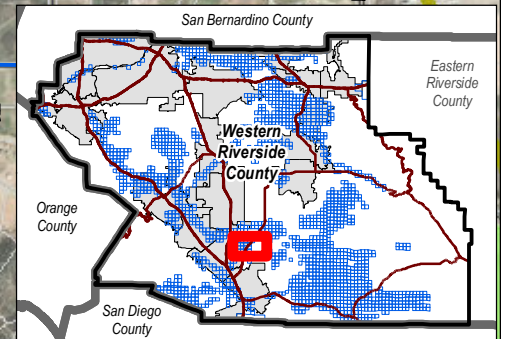 San Bernardino County
Eastern
Riverside
County
Western
Riverside
County
Orange
County
San Diego
County